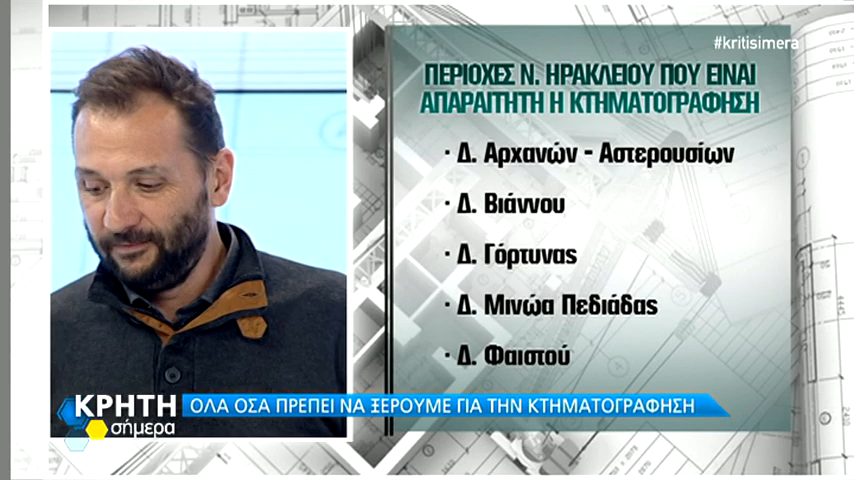 #kritisimera
ΠΕΡΙΟΧΕΣ Ν. ΗΡΑΚΛΕΙΟΥ ΠΟΥ ΕΙΝΑΙ
ΑΠΑΡΑΙΤΗΤΗ Η ΚΤΗΜΑΤΟΓΡΑΦΗΣΗ
· Δ. Αρχανών - Αστερουσίων
· Δ. Βιάννου
· Δ. Γόρτυνας
· Δ. Μινώα Πεδιάδας
· Δ. Φαιστού
ΚΡΗΤΗ
σήμερα
ΟΛΑ ΟΣΑ ΠΡΕΠΕΙ ΝΑ ΞΕΡΟΥΜΕ ΓΙΑ ΤΗΝ ΚΤΗΜΑΤΟΓΡΑΦΗΣΗ